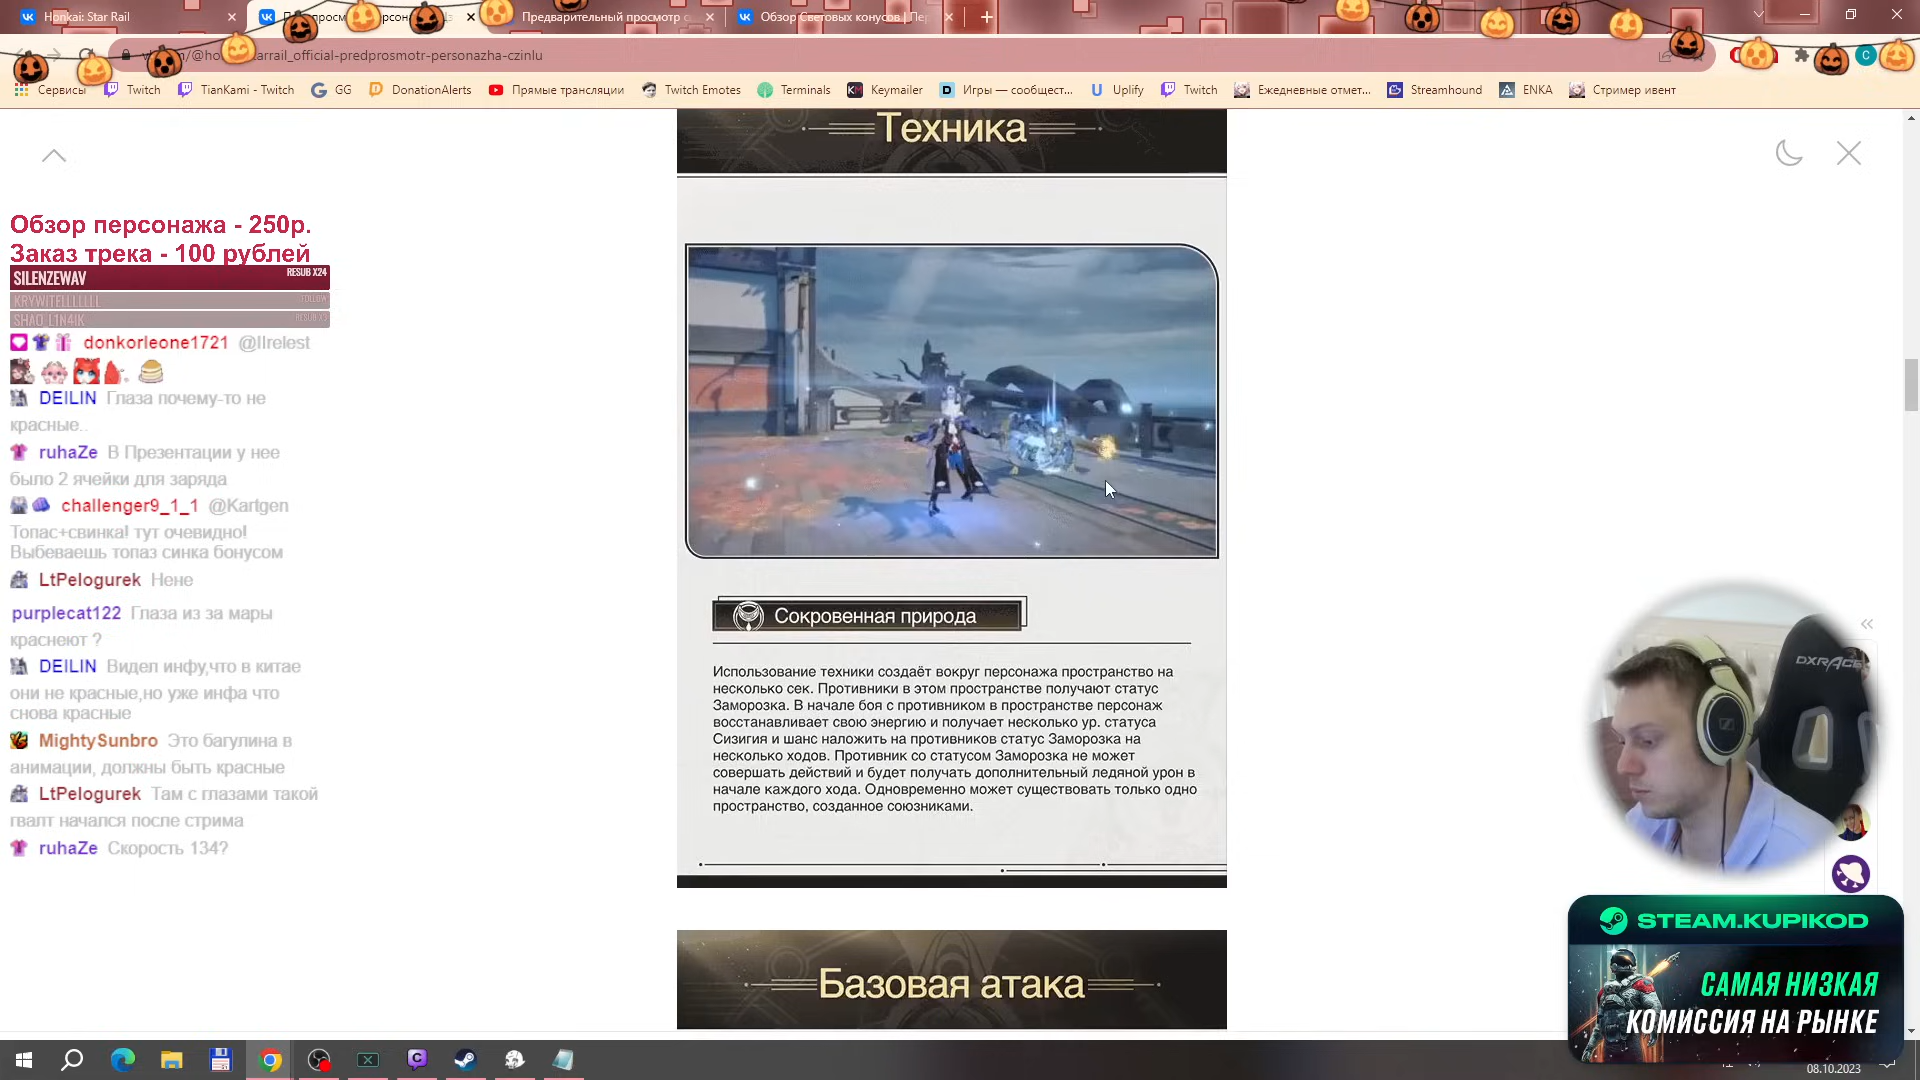 Honkai: Star Rail
Предварительный просмотр
Обзор Световых конусов | Пер
arrail_official-predprosmotr-personazha-czinlu
Сервисы
Twitch
TianKami - Twitch
GG
DonationAlerts
Прямые трансляции
Twitch Emotes
Terminals
Keymailer
Игры — сообщест...
Uplify
Twitch
Ежедневные отмет...
Streamhound
ENKA
Стример ивент
Техника
Обзор персонажа - 250р.
Заказ трека - 100 рублей
SILENZEWAV RESUB X24
KRYWITELLLLLLL FOLLOW
SHAO_L1N4IK RESUB X3
donkorleone1721 @IIrelest
DEILIN Глаза почему-то не
красные..
ruhaZe В Презентации у нее
было 2 ячейки для заряда
challenger9_1_1 @Kartgen
Топас+свинка! тут очевидно!
Выбеваешь топаз синка бонусом
LtPelogurek Нене
purplecat122 Глаза из за мары
краснеют ?
DEILIN Видел инфу,что в китае
они не красные,но уже инфа что
снова красные
MightySunbro Это багулина в
анимации, должны быть красные
LtPelogurek Там с глазами такой
гвалт начался после стрима
ruhaZe Скорость 134?
Сокровенная природа
Использование техники создаёт вокруг персонажа пространство на
несколько сек. Противники в этом пространстве получают статус
Заморозка. В начале боя с противником в пространстве персонаж
восстанавливает свою энергию и получает несколько ур. статуса
Сизигия и шанс наложить на противников статус Заморозка на
несколько ходов. Противник со статусом Заморозка не может
совершать действий и будет получать дополнительный ледяной урон в
начале каждого хода. Одновременно может существовать только одно
пространство, созданное союзниками.
Базовая атака
DXRACE
STEAM.KUPIKOD
САМАЯ НИЗКАЯ
КОМИССИЯ НА РЫНКЕ
08.10.2023